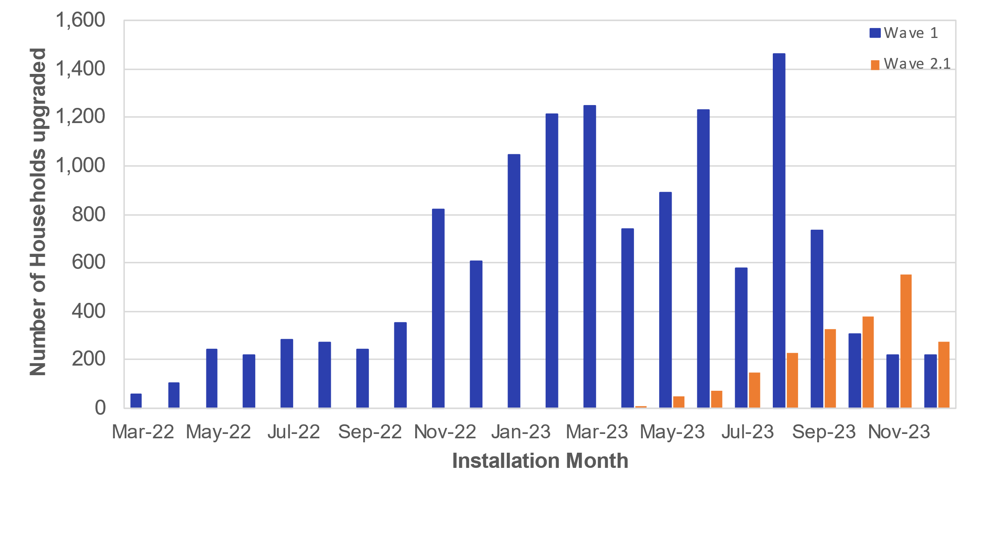 1,600
1,400
1,200
1,000
800
600
400
200
0
Number of Households upgraded
Wave 1
Wave 2.1
Mar-22 May-22 Jul-22 Sep-22 Nov-22 Jan-23 Mar-23 May-23 Jul-23 Sep-23 Nov-23
Installation Month